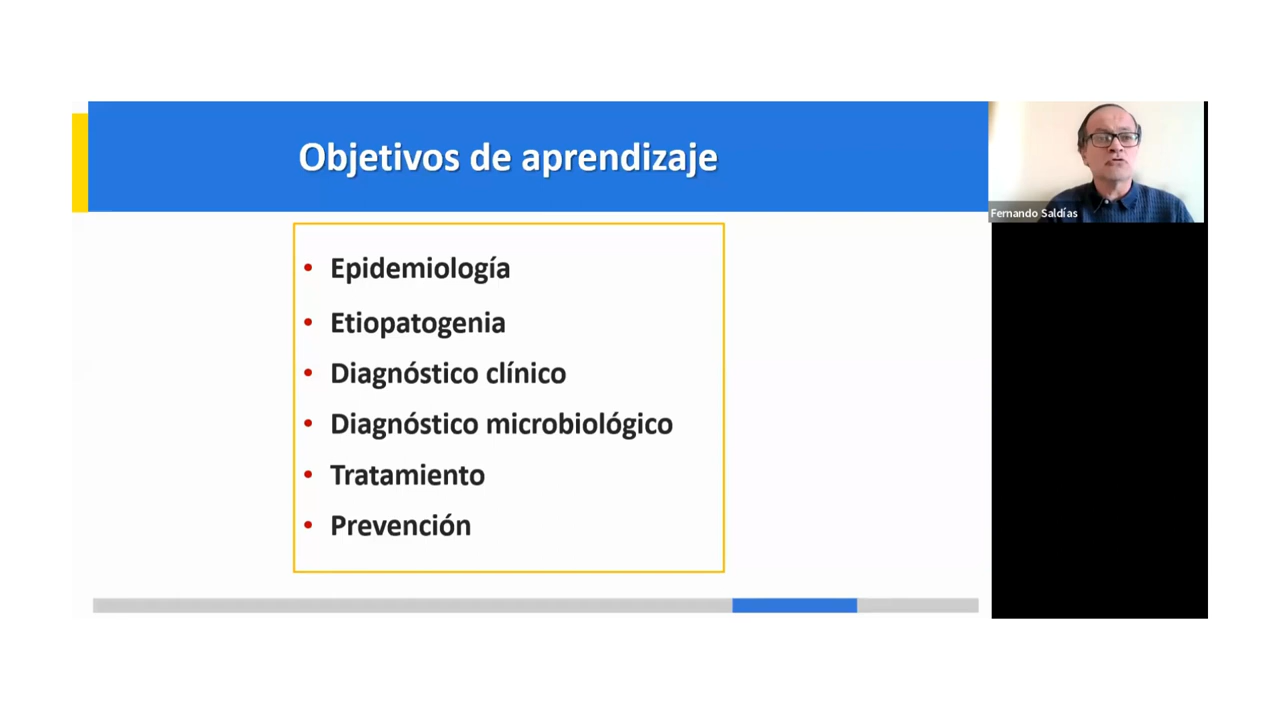 Objetivos de aprendizaje
Fernando Saldías
• Epidemiología
• Etiopatogenia
• Diagnóstico clínico
• Diagnóstico microbiológico
• Tratamiento
• Prevención